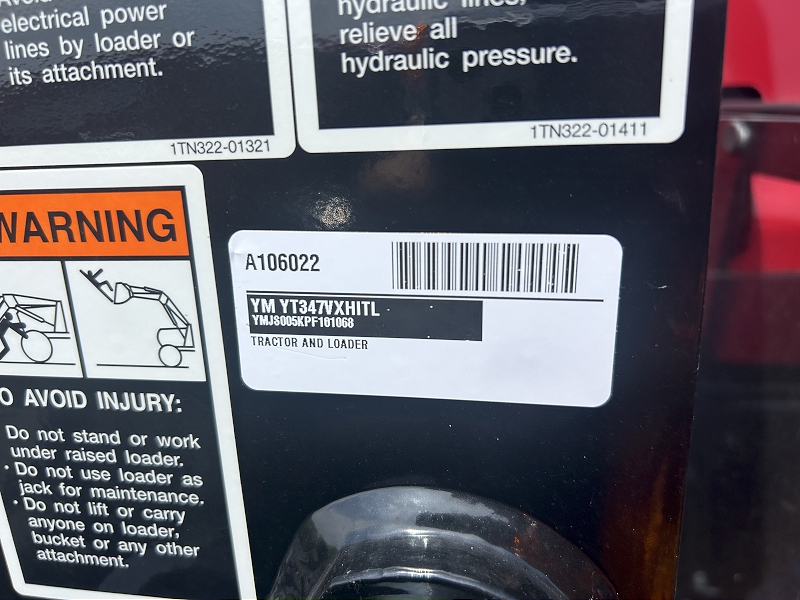 electrical power
lines by loader or
its attachment.
1TN322-01321
hydraulic lines,
relieve all
hydraulic pressure.
1TN322-01411
WARNING
TO AVOID INJURY:
Do not stand or work
under raised loader.
• Do not use loader as
jack for maintenance.
• Do not lift or carry
anyone on loader,
bucket or any other
attachment.
A106022
YM YT347VXHITL
YMJS005KPF101068
TRACTOR AND LOADER